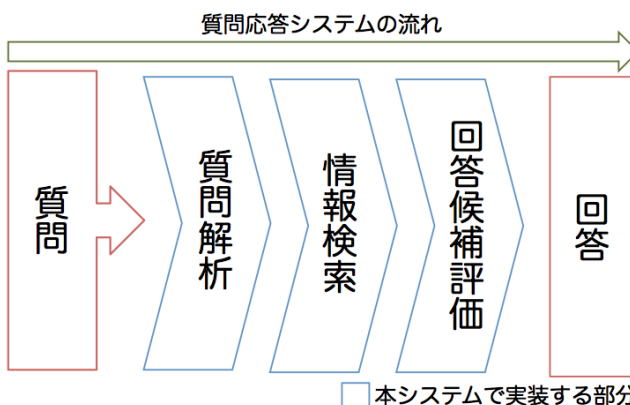 質問応答システムの流れ
質問
質問解析
情報検索
回答候補評価
回答
本システムで実装する部分